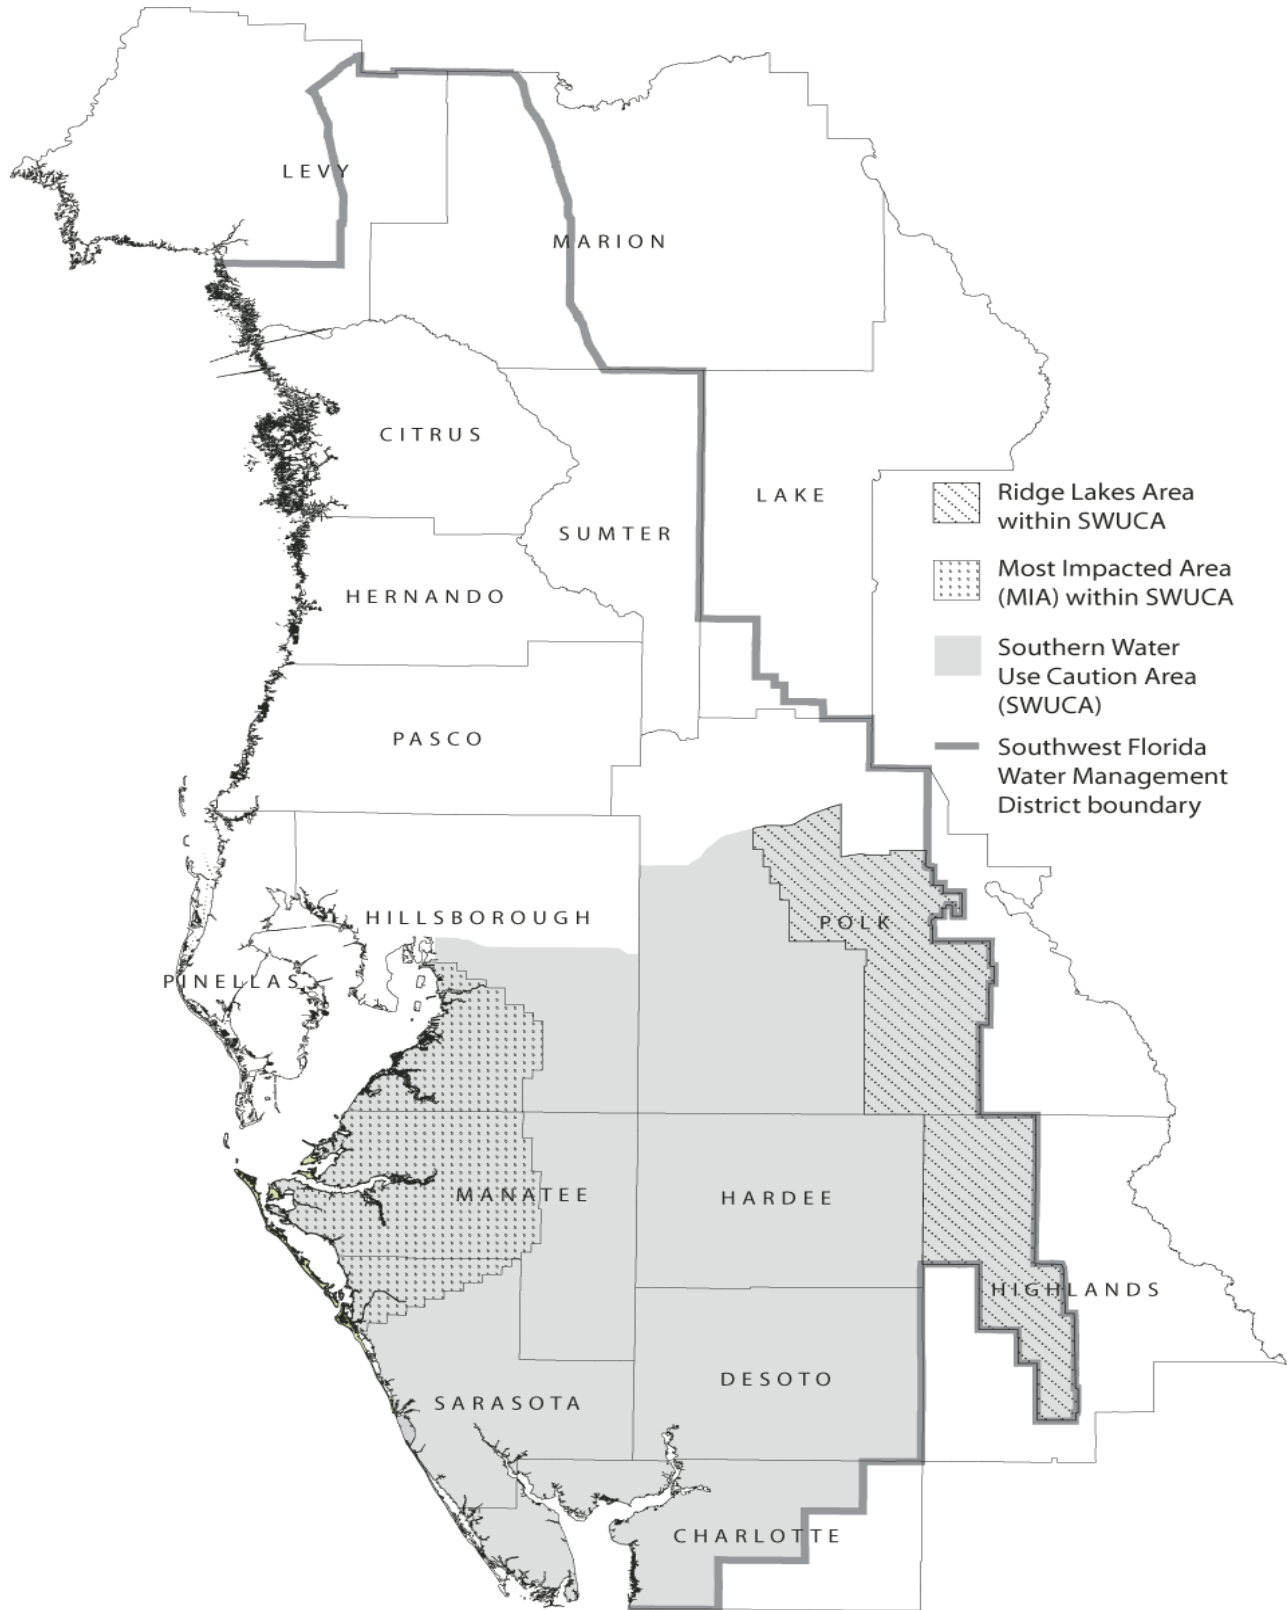 LEVY
MARION
CITRUS
LAKE
SUMTER
HERNANDO
PASCO
HILLSBOROUGH
POLK
PINELLAS
MANATEE
HARDEE
HIGHLANDS
DESOTO
SARASOTA
CHARLOTTE
Ridge Lakes Area
within SWUCA
Most Impacted Area
(MIA) within SWUCA
Southern Water
Use Caution Area
(SWUCA)
Southwest Florida
Water Management
District boundary